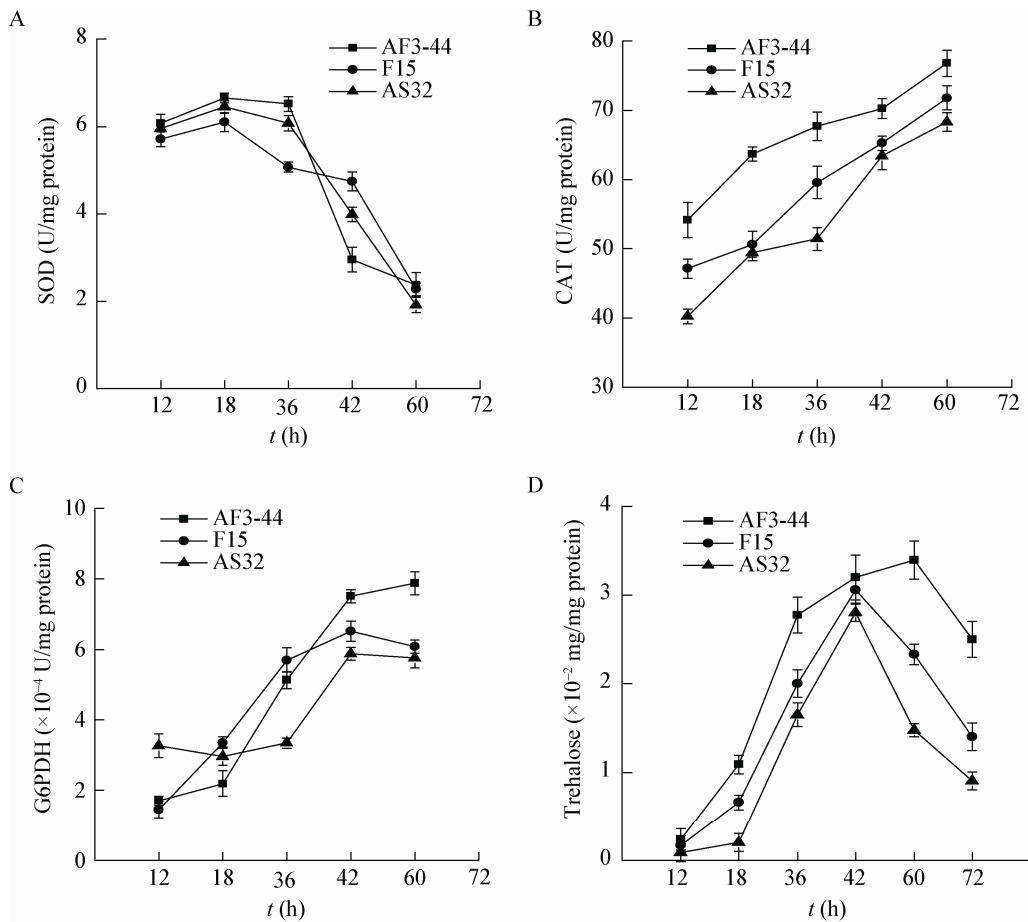 A
AF3-44
F15
AS32
SOD (U/mg protein)
8
6
4
2
0
12 18 36 42 60 72
t (h)
B
AF3-44
F15
AS32
CAT (U/mg protein)
80
70
60
50
40
30
12 18 36 42 60 72
t (h)
C
AF3-44
F15
AS32
G6PDH (×10⁻⁴ U/mg protein)
10
8
6
4
2
0
12 18 36 42 60 72
t (h)
D
AF3-44
F15
AS32
Trehalose (×10⁻² mg/mg protein)
4
3
2
1
0
12 18 36 42 60 72
t (h)